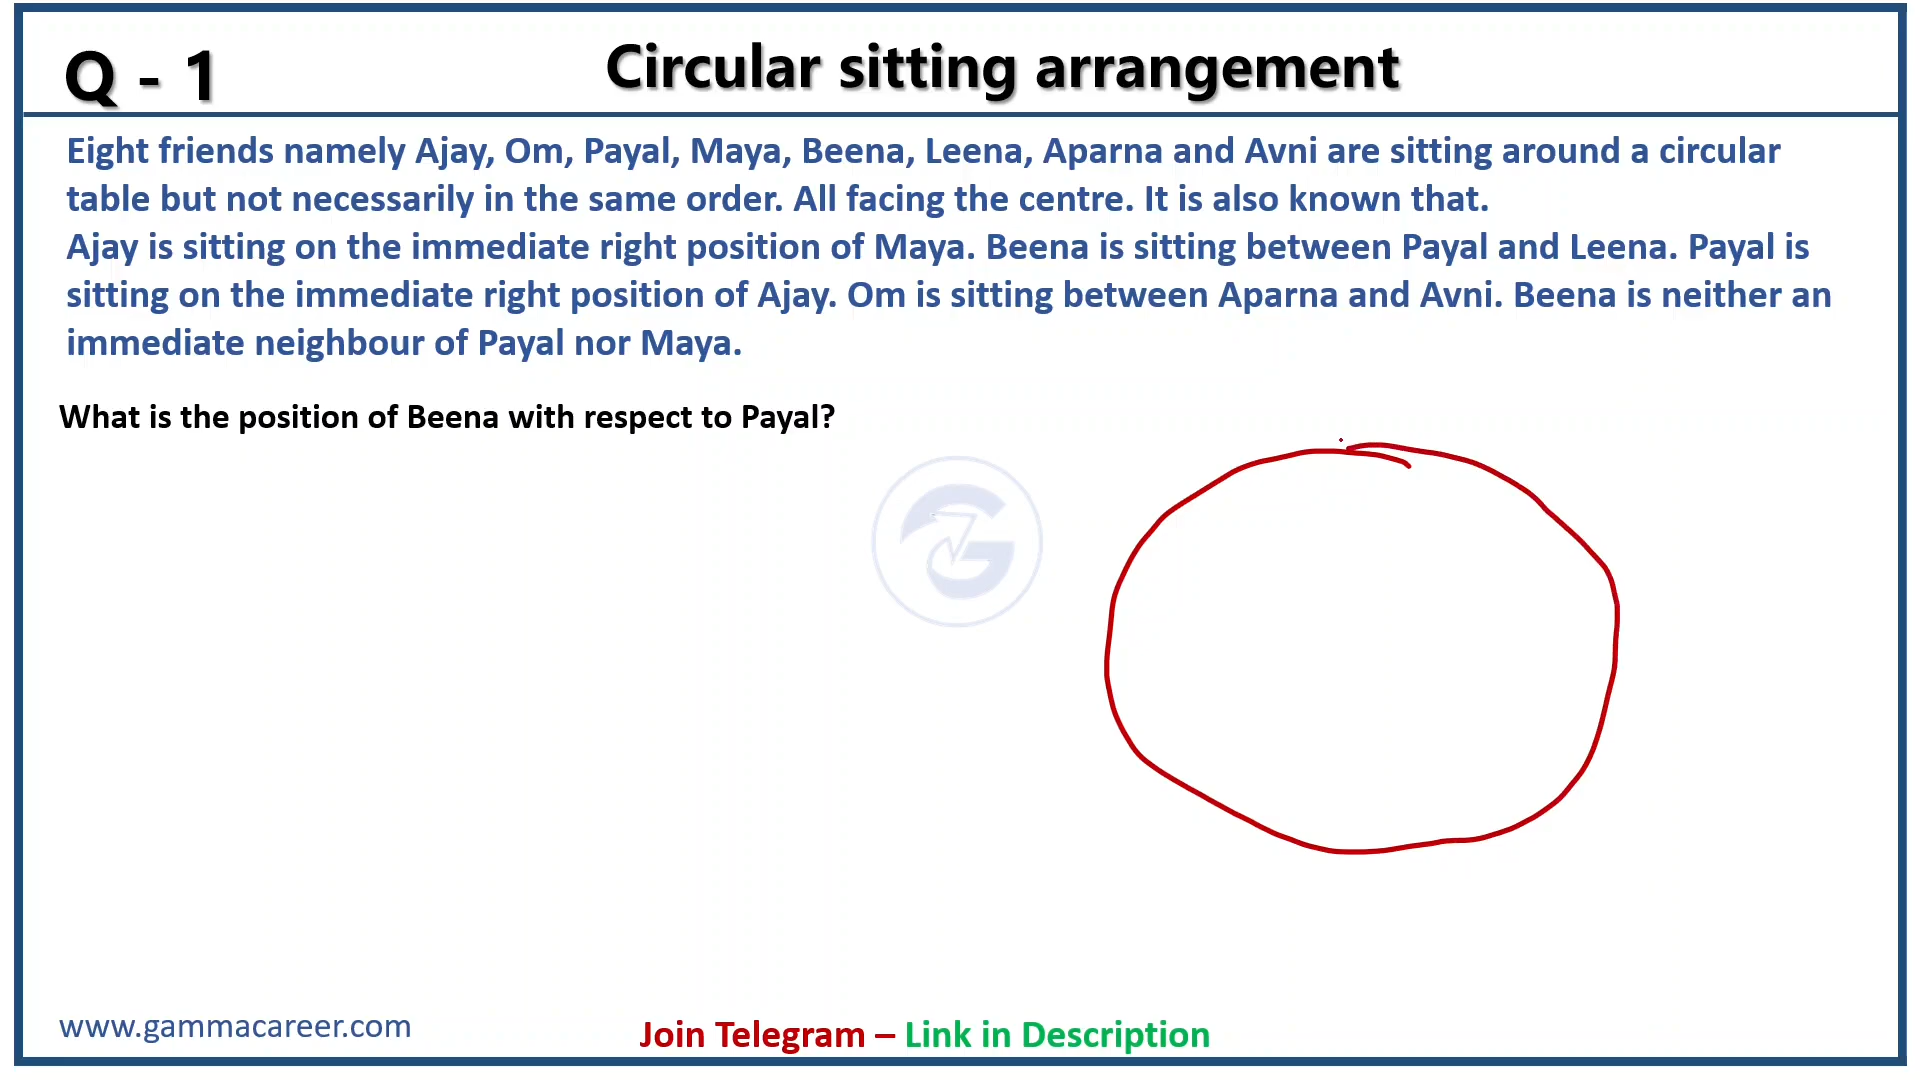 Q - 1
Circular sitting arrangement
Eight friends namely Ajay, Om, Payal, Maya, Beena, Leena, Aparna and Avni are sitting around a circular
table but not necessarily in the same order. All facing the centre. It is also known that.
Ajay is sitting on the immediate right position of Maya. Beena is sitting between Payal and Leena. Payal is
sitting on the immediate right position of Ajay. Om is sitting between Aparna and Avni. Beena is neither an
immediate neighbour of Payal nor Maya.
What is the position of Beena with respect to Payal?
www.gammacareer.com
Join Telegram – Link in Description